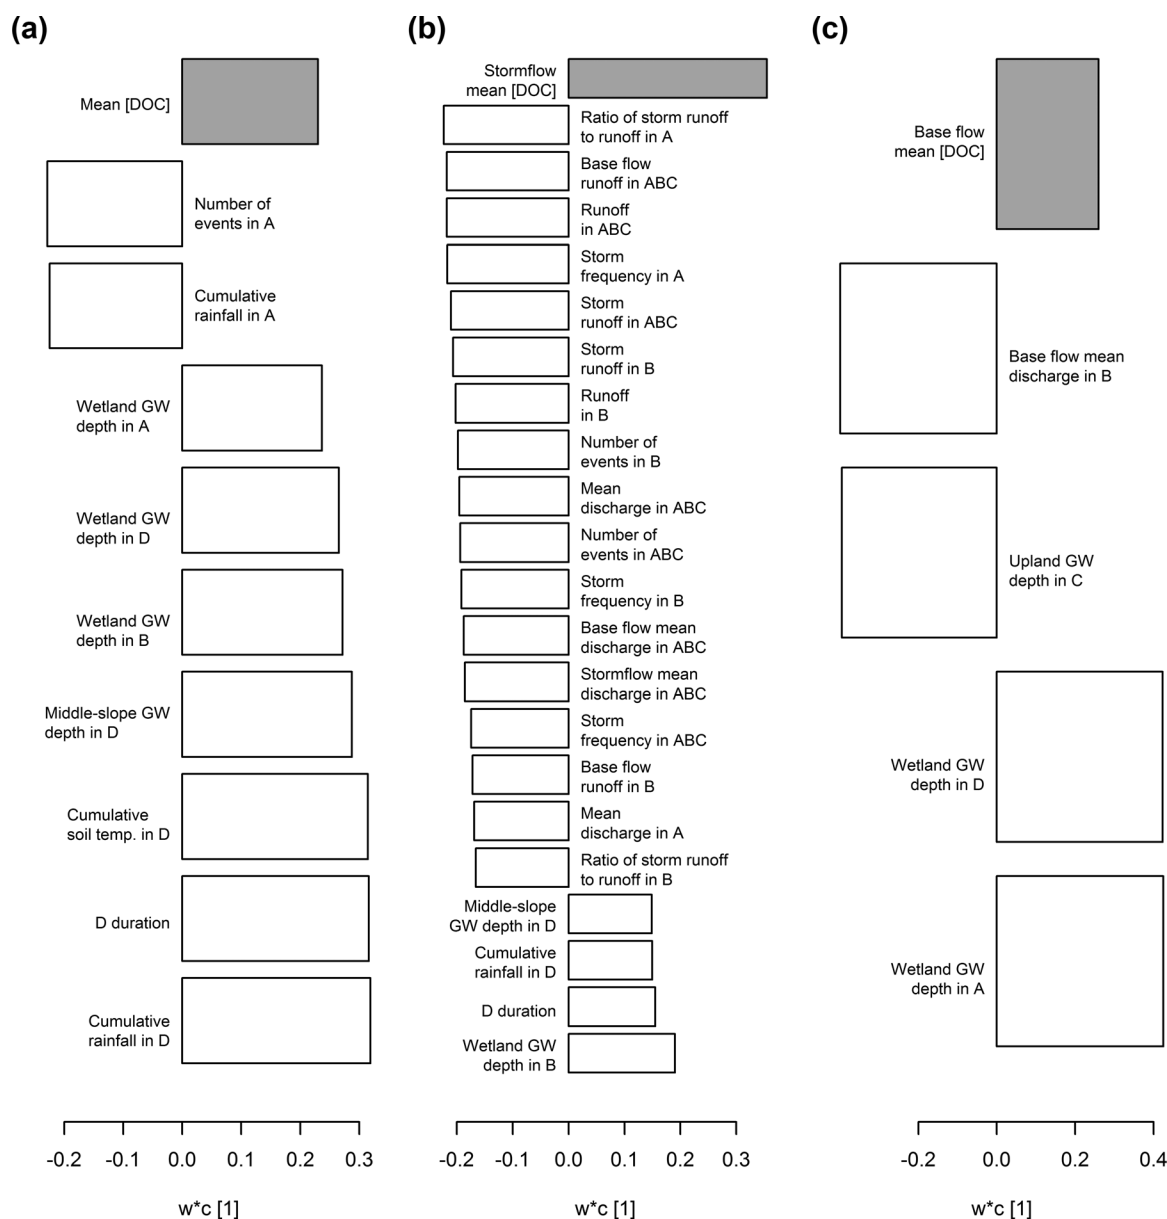 (a)
Mean [DOC]
Number of
events in A
Cumulative
rainfall in A
Wetland GW
depth in A
Wetland GW
depth in D
Wetland GW
depth in B
Middle-slope GW
depth in D
Cumulative
soil temp. in D
D duration
Cumulative
rainfall in D
-0.2 -0.1 0.0 0.1 0.2 0.3
w*c [1]
(b)
Stormflow
mean [DOC]
Ratio of storm runoff
to runoff in A
Base flow
runoff in ABC
Runoff
in ABC
Storm
frequency in A
Storm
runoff in ABC
Storm
runoff in B
Runoff
in B
Number of
events in B
Mean
discharge in ABC
Number of
events in ABC
Storm
frequency in B
Base flow mean
discharge in ABC
Stormflow mean
discharge in ABC
Storm
frequency in ABC
Base flow
runoff in B
Mean
discharge in A
Ratio of storm runoff
to runoff in B
Middle-slope
GW depth in D
Cumulative
rainfall in D
D duration
Wetland GW
depth in B
-0.2 -0.1 0.0 0.1 0.2 0.3
w*c [1]
(c)
Base flow
mean [DOC]
Base flow mean
discharge in B
Upland GW
depth in C
Wetland GW
depth in D
Wetland GW
depth in A
-0.2 0.0 0.2 0.4
w*c [1]